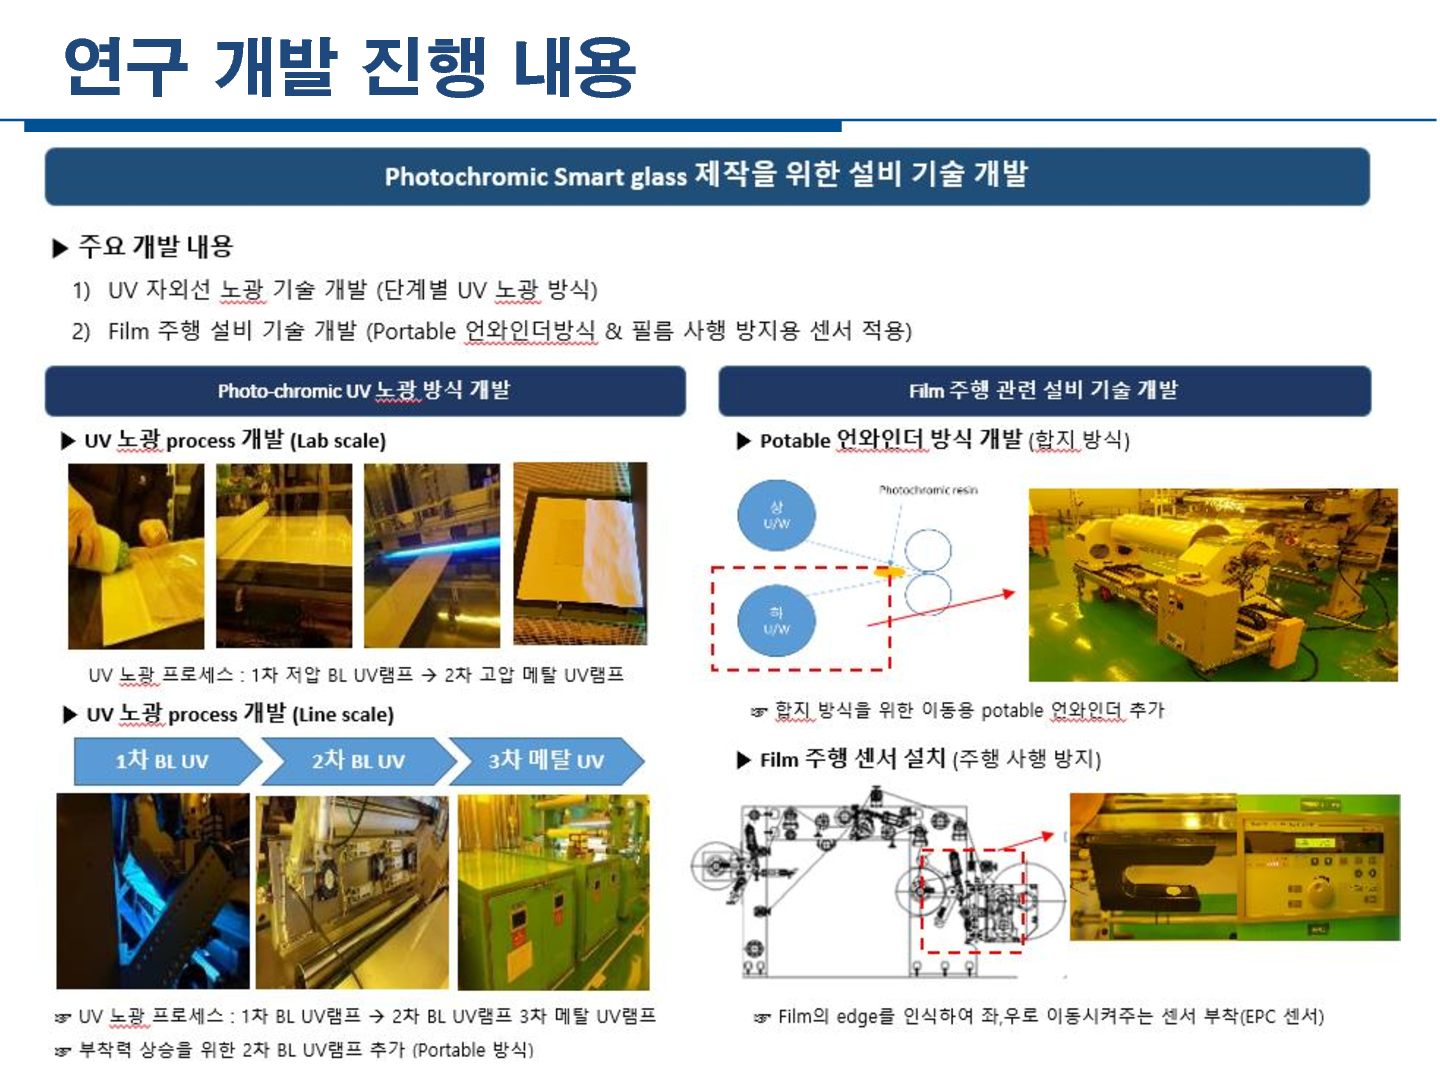 연구 개발 진행 내용
Photochromic Smart glass 제작을 위한 설비 기술 개발
▶ 주요 개발 내용
1) UV 자외선 노광 기술 개발 (단계별 UV 노광 방식)
2) Film 주행 설비 기술 개발 (Portable 언와인더방식 & 필름 사행 방지용 센서 적용)
Photo-chromic UV 노광 방식 개발
▶ UV 노광 process 개발 (Lab scale)
UV 노광 프로세스 : 1차 저압 BL UV램프 → 2차 고압 메탈 UV램프
▶ UV 노광 process 개발 (Line scale)
1차 BL UV
2차 BL UV
3차 메탈 UV
☞ UV 노광 프로세스 : 1차 BL UV램프 → 2차 BL UV램프 3차 메탈 UV램프
☞ 부착력 상승을 위한 2차 BL UV램프 추가 (Portable 방식)
Film 주행 관련 설비 기술 개발
▶ Potable 언와인더 방식 개발 (합지 방식)
상
U/W
Photochromic resin
하
U/W
☞ 합지 방식을 위한 이동용 potable 언와인더 추가
▶ Film 주행 센서 설치 (주행 사행 방지)
☞ Film의 edge를 인식하여 좌,우로 이동시켜주는 센서 부착(EPC 센서)